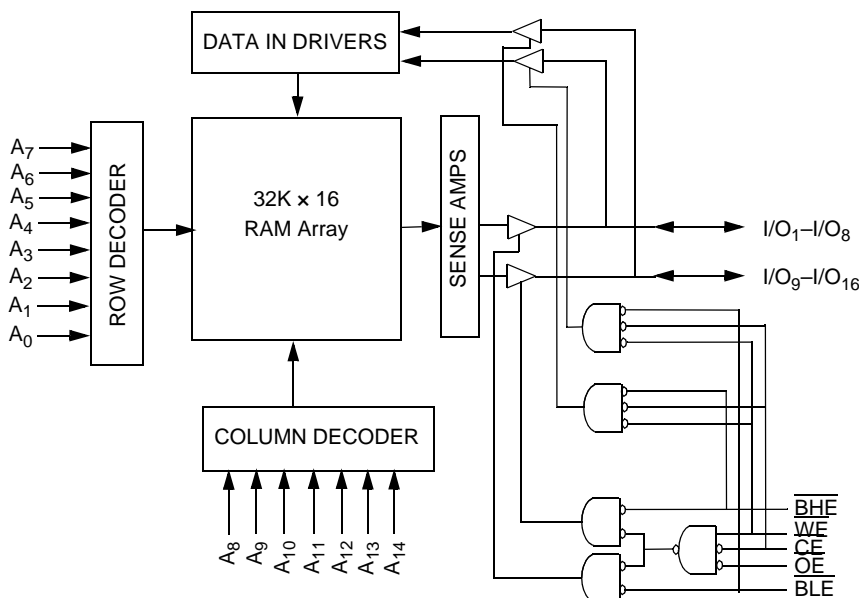 DATA IN DRIVERS
A7
A6
A5
A4
A3
A2
A1
A0
ROW DECODER
32K × 16
RAM Array
SENSE AMPS
I/O1–I/O8
I/O9–I/O16
COLUMN DECODER
A8
A9
A10
A11
A12
A13
A14
BHE
WE
CE
OE
BLE